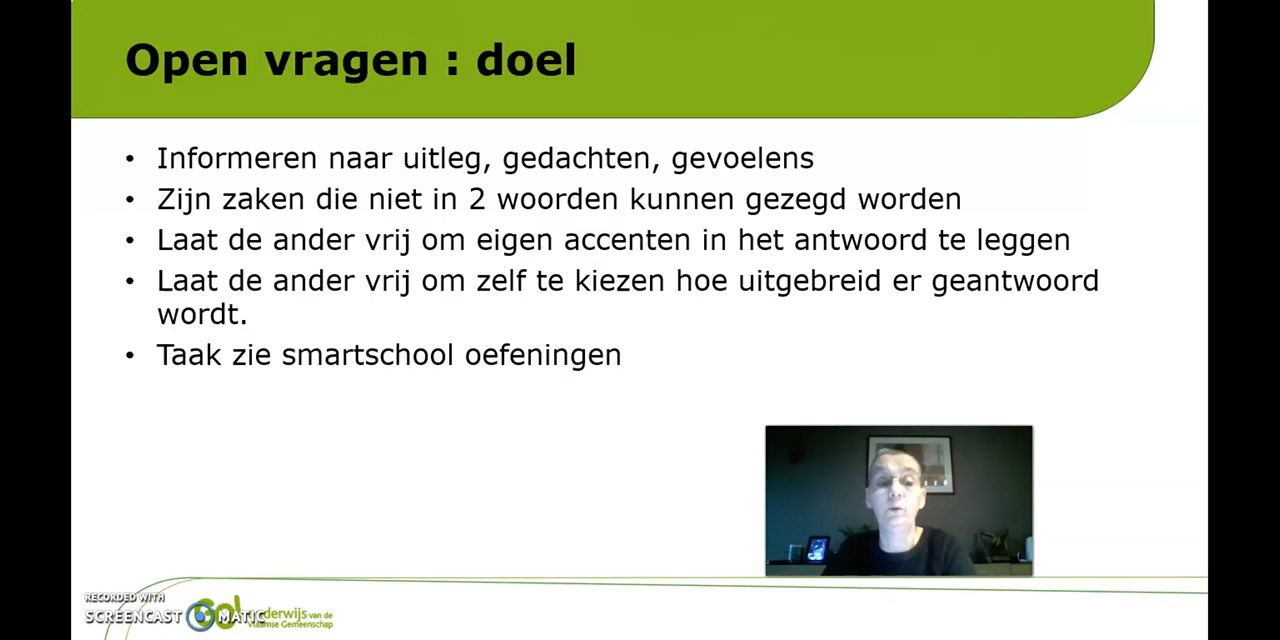 Open vragen : doel
• Informeren naar uitleg, gedachten, gevoelens
• Zijn zaken die niet in 2 woorden kunnen gezegd worden
• Laat de ander vrij om eigen accenten in het antwoord te leggen
• Laat de ander vrij om zelf te kiezen hoe uitgebreid er geantwoord
wordt.
• Taak zie smartschool oefeningen
RECORDED WITH
SCREENCAST MATIC
van de
Vlaamse Gemeenschap